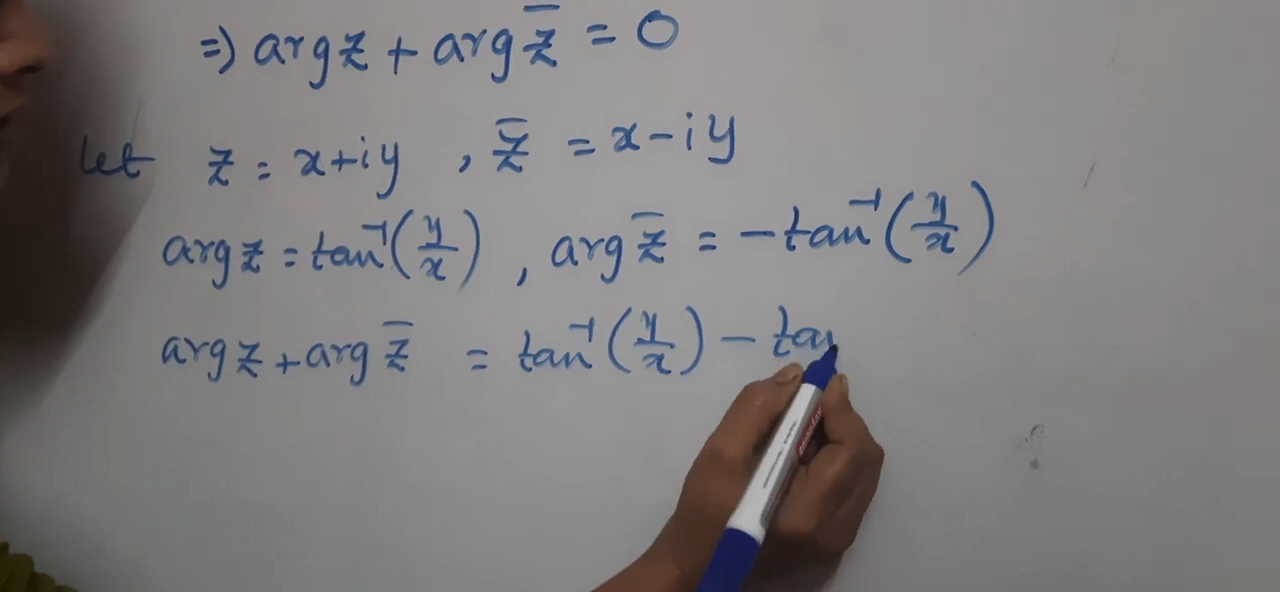 ⇒ arg z + arg z̄ = 0
let z = x+iy , z̄ = x-iy
arg z = tan⁻¹(y/x) , arg z̄ = -tan⁻¹(y/x)
arg z + arg z̄ = tan⁻¹(y/x) - tan